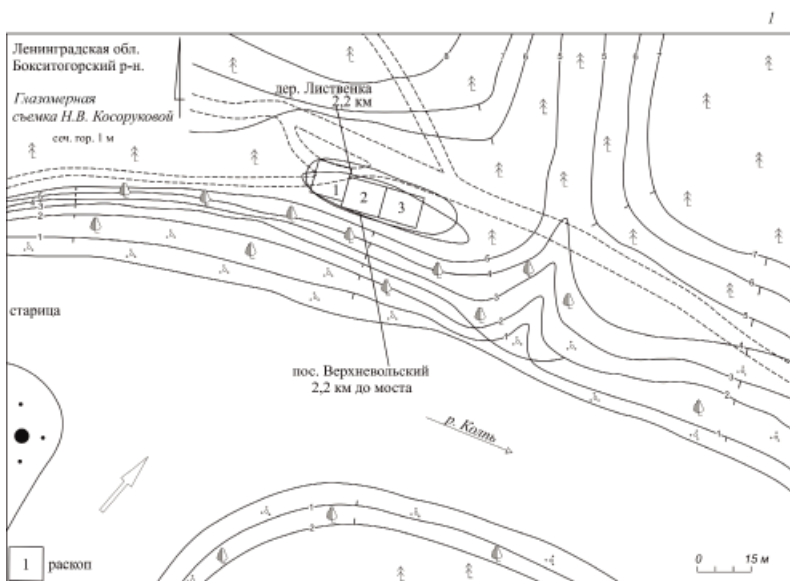 1
Ленинградская обл.
Бокситогорский р-н.
Глазомерная
съемка Н.В. Косоруковой
сеч. гор. 1 м
дер. Лиственка
2,2 км
1
2
3
старица
пос. Верхневольский
2,2 км до моста
р. Колпь
1 раскоп
0 15 м